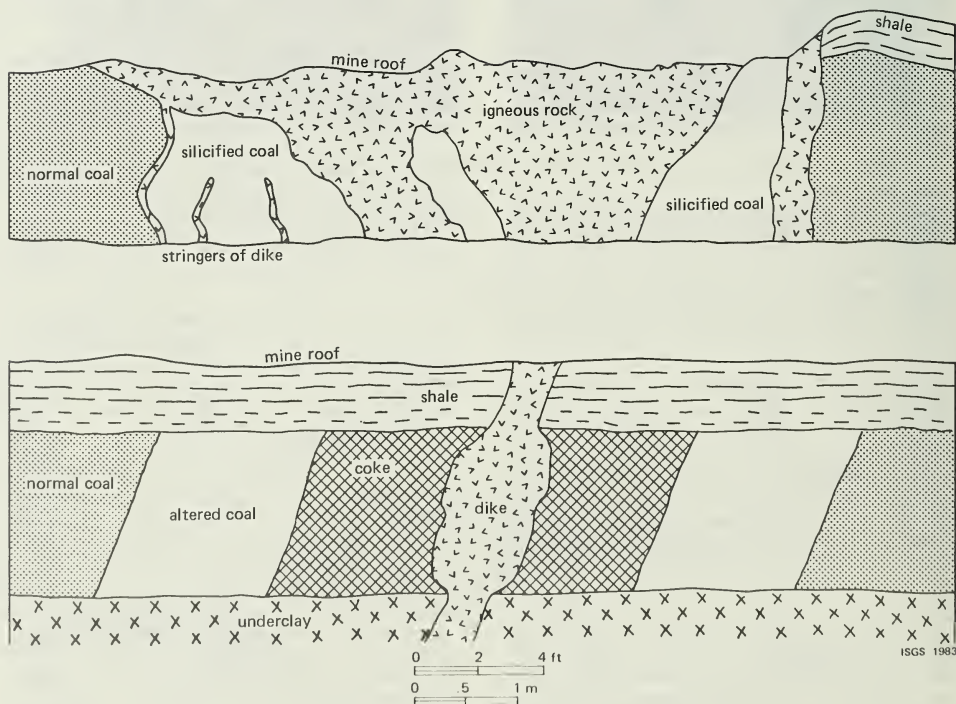 shale
mine roof
igneous rock
silicified coal
normal coal
silicified coal
stringers of dike
mine roof
shale
coke
normal coal
altered coal
dike
underclay
ISGS 1983
0 2 4 ft
0 .5 1 m